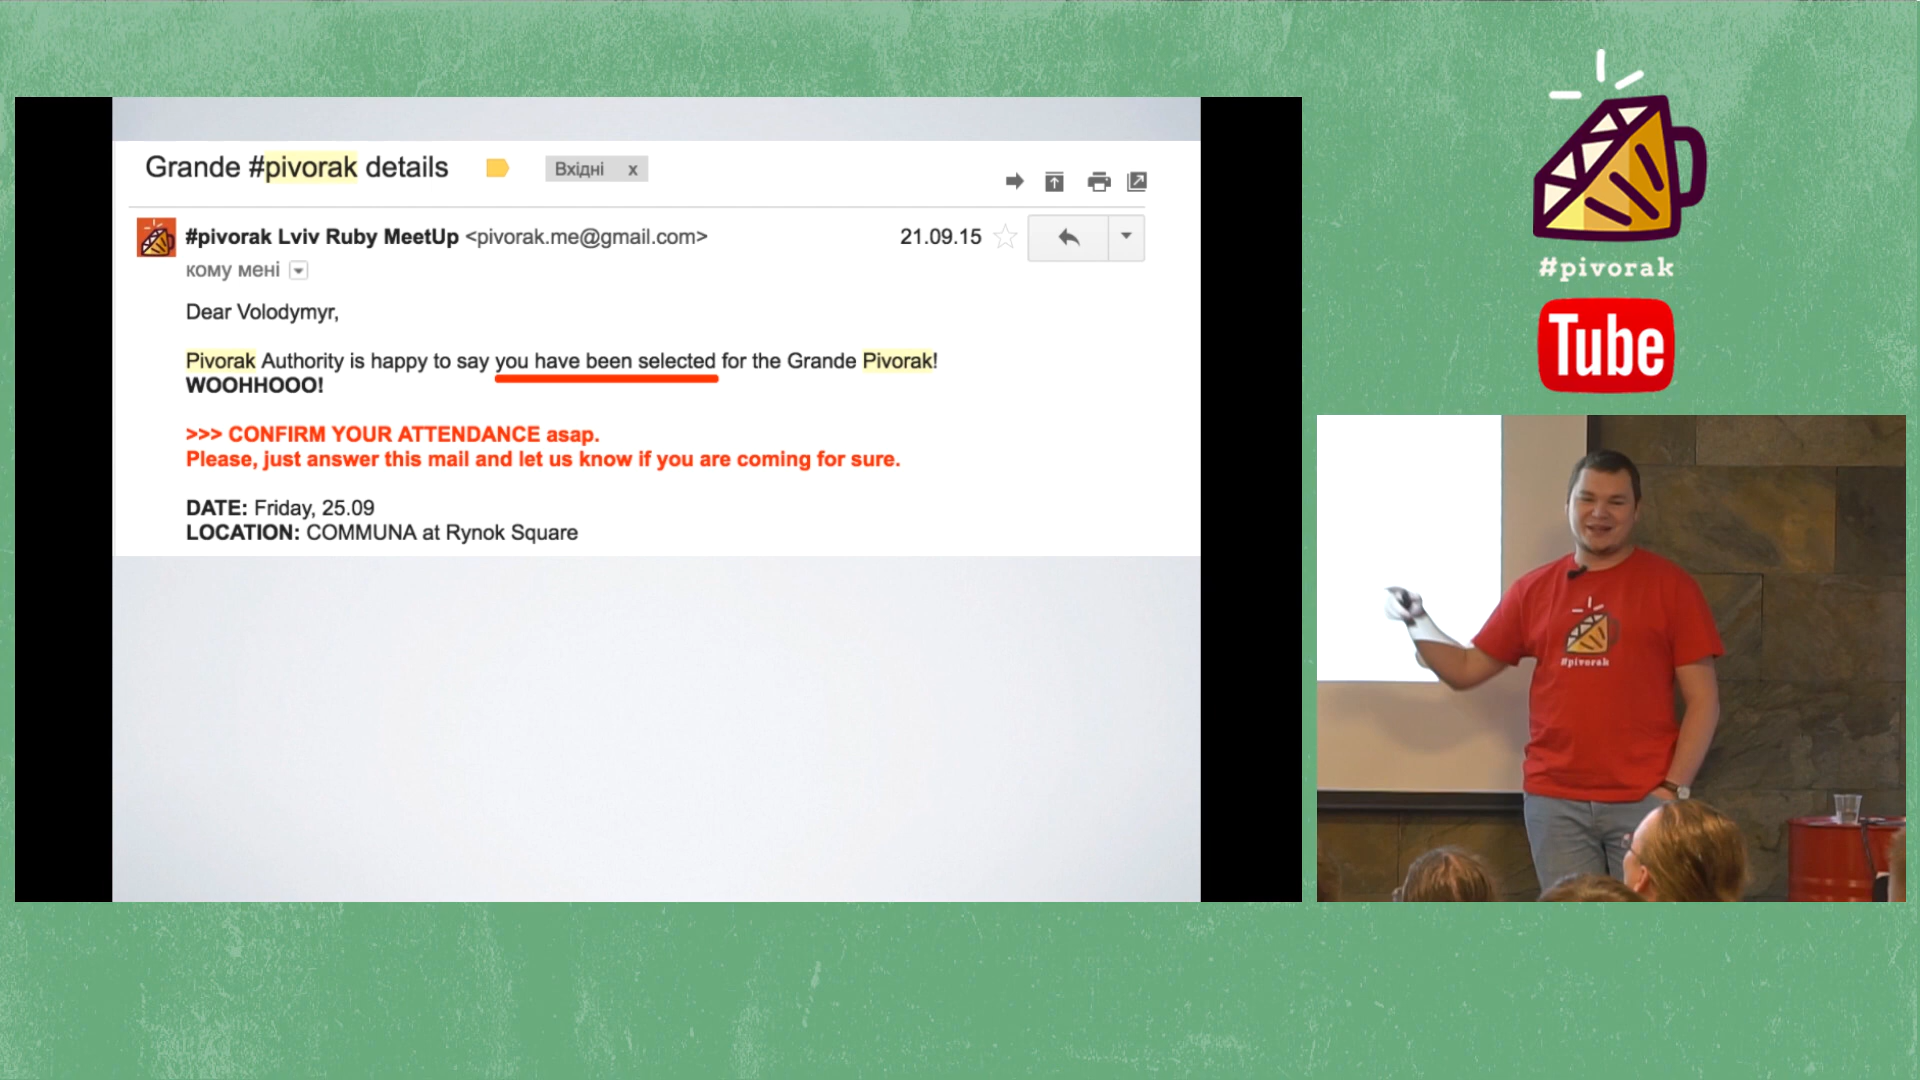 Grande #pivorak details
Вхідні x
#pivorak Lviv Ruby MeetUp <pivorak.me@gmail.com>
21.09.15
кому мені
Dear Volodymyr,
Pivorak Authority is happy to say you have been selected for the Grande Pivorak!
WOOHHOOO!
>>> CONFIRM YOUR ATTENDANCE asap.
Please, just answer this mail and let us know if you are coming for sure.
DATE: Friday, 25.09
LOCATION: COMMUNA at Rynok Square
#pivorak
Tube
#pivorak